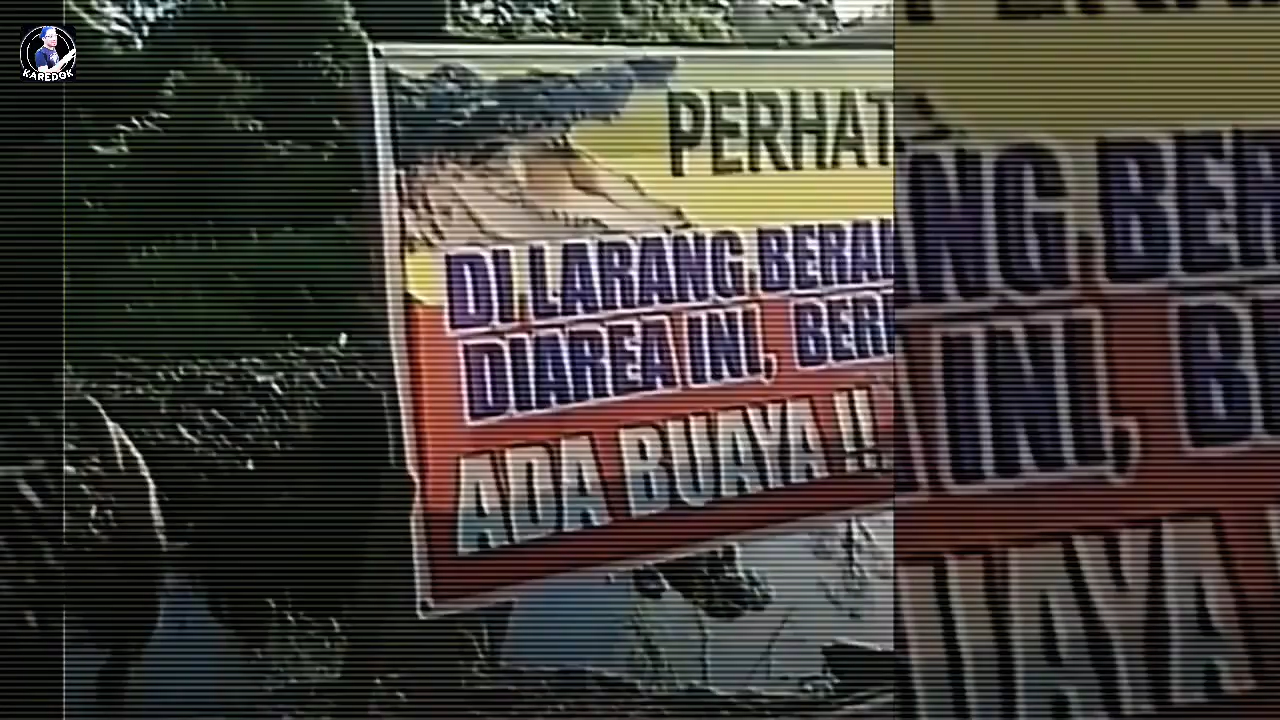 KAREDOK
PERHAT
DI LARANG BERA
DIAREA INI, BER
ADA BUAYA !!